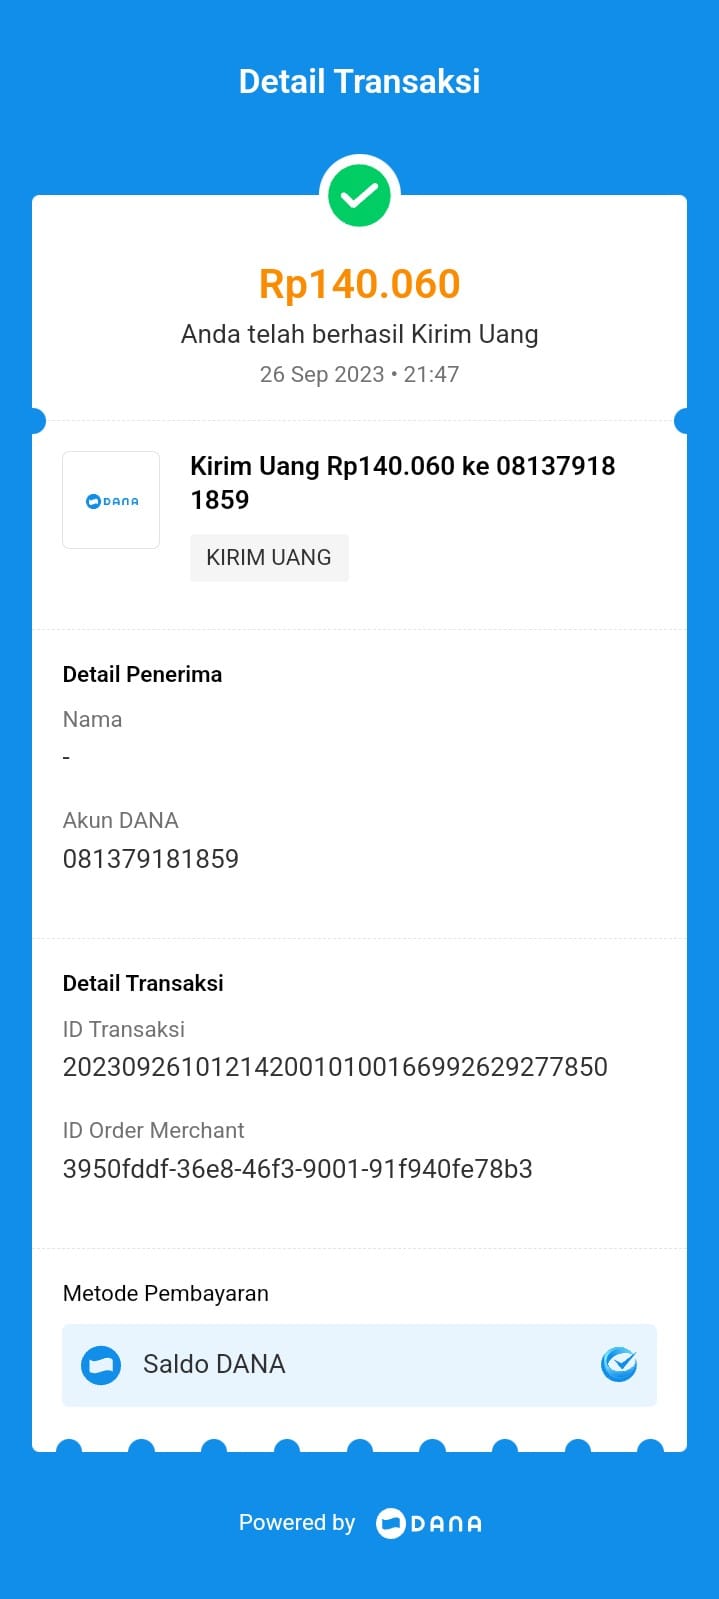 Detail Transaksi
Rp140.060
Anda telah berhasil Kirim Uang
26 Sep 2023 • 21:47
DANA
Kirim Uang Rp140.060 ke 08137918
1859
KIRIM UANG
Detail Penerima
Nama
-
Akun DANA
081379181859
Detail Transaksi
ID Transaksi
2023092610121420010100166992629277850
ID Order Merchant
3950fddf-36e8-46f3-9001-91f940fe78b3
Metode Pembayaran
Saldo DANA
Powered by DANA